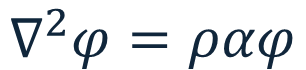 ∇²φ = ραφ